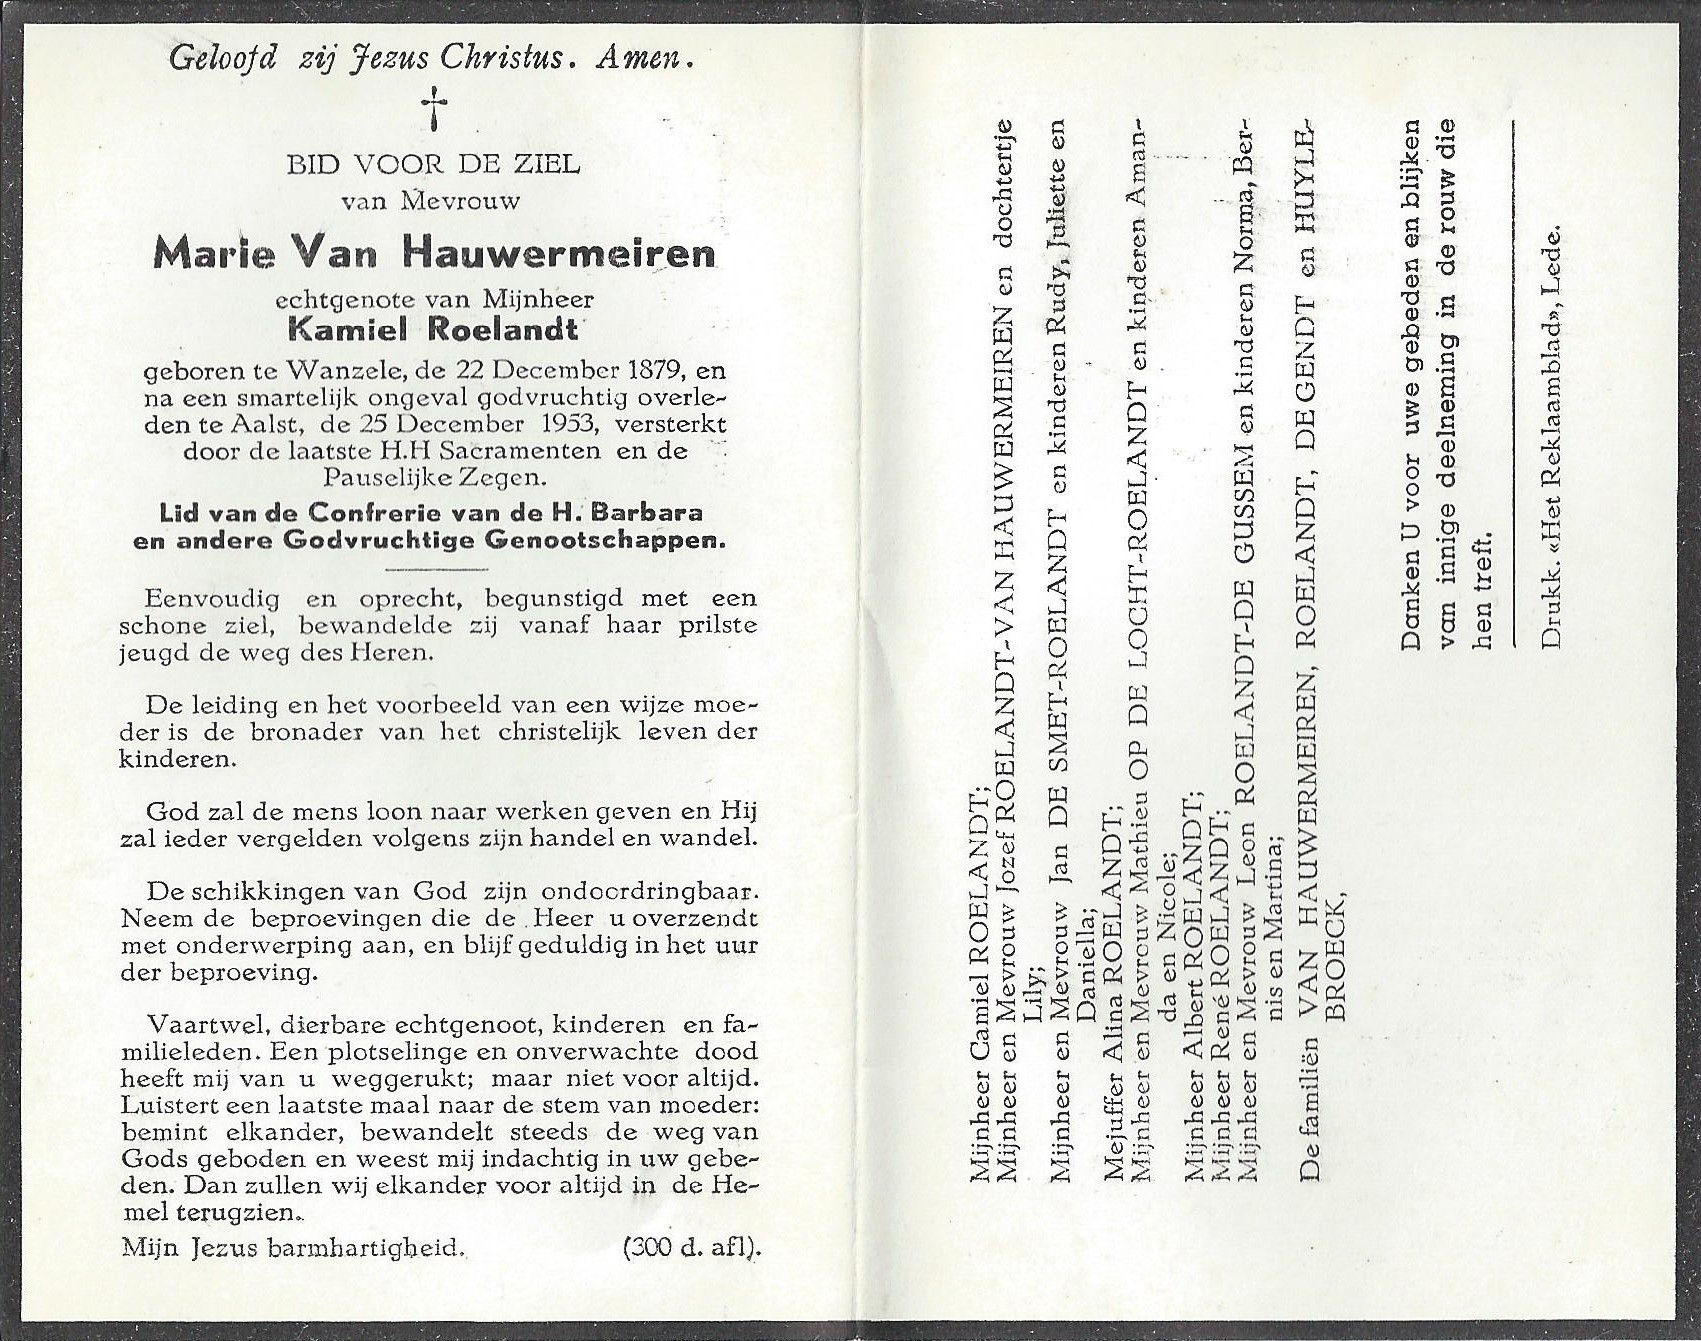 Geloofd zij Jezus Christus. Amen.
BID VOOR DE ZIEL
van Mevrouw
Marie Van Hauwermeiren
echtgenote van Mijnheer
Kamiel Roelandt
geboren te Wanzele, de 22 December 1879, en
na een smartelijk ongeval godvruchtig overle-
den te Aalst, de 25 December 1953, versterkt
door de laatste H.H Sacramenten en de
Pauselijke Zegen.
Lid van de Confrerie van de H. Barbara
en andere Godvruchtige Genootschappen.
Eenvoudig en oprecht, begunstigd met een
schone ziel, bewandelde zij vanaf haar prilste
jeugd de weg des Heren.
De leiding en het voorbeeld van een wijze moe-
der is de bronader van het christelijk leven der
kinderen.
God zal de mens loon naar werken geven en Hij
zal ieder vergelden volgens zijn handel en wandel.
De schikkingen van God zijn ondoordringbaar.
Neem de beproevingen die de Heer u overzendt
met onderwerping aan, en blijf geduldig in het uur
der beproeving.
Vaartwel, dierbare echtgenoot, kinderen en fa-
milieleden. Een plotselinge en onverwachte dood
heeft mij van u weggerukt; maar niet voor altijd.
Luistert een laatste maal naar de stem van moeder:
bemint elkander, bewandelt steeds de weg van
Gods geboden en weest mij indachtig in uw gebe-
den. Dan zullen wij elkander voor altijd in de He-
mel terugzien.
Mijn Jezus barmhartigheid. (300 d. afl).
Mijnheer Camiel ROELANDT;
Mijnheer en Mevrouw Jozef ROELANDT-VAN HAUWERMEIREN en dochtertje
Lily;
Mijnheer en Mevrouw Jan DE SMET-ROELANDT en kinderen Rudy, Juliette en
Daniella;
Mejuffer Alina ROELANDT;
Mijnheer en Mevrouw Mathieu OP DE LOCHT-ROELANDT en kinderen Aman-
da en Nicole;
Mijnheer Albert ROELANDT;
Mijnheer René ROELANDT;
Mijnheer en Mevrouw Leon ROELANDT-DE GUSSEM en kinderen Norma, Ber-
nis en Martina;
De familiën VAN HAUWERMEIREN, ROELANDT, DE GENDT en HUYLE-
BROECK,
Danken U voor uwe gebeden en blijken
van innige deelneming in de rouw die
hen treft.
Drukk. «Het Reklaamblad», Lede.